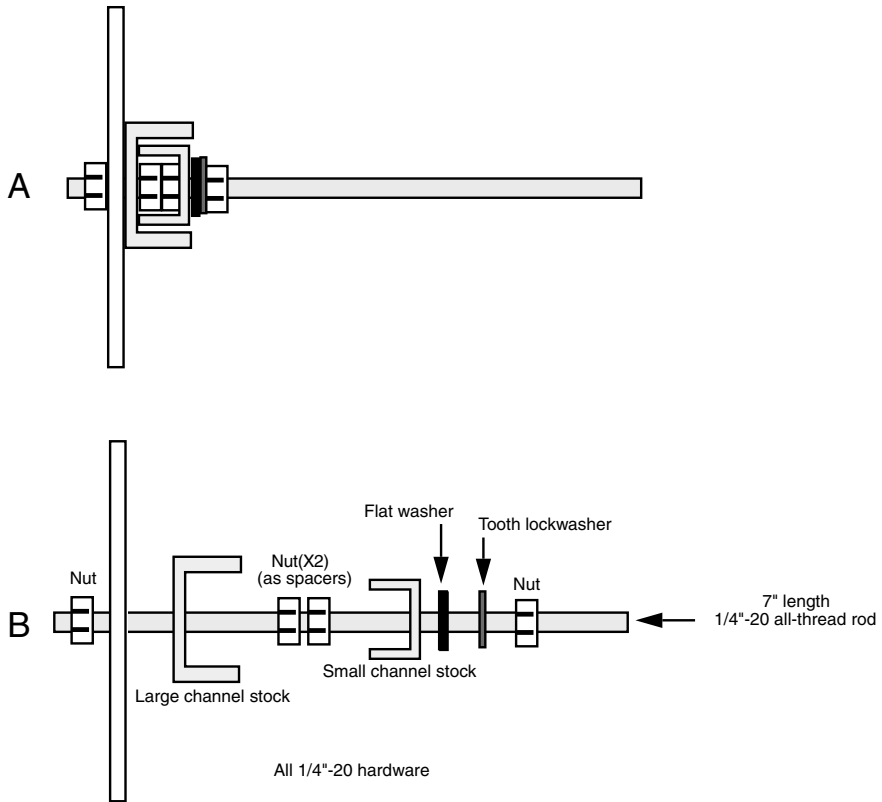 A
Flat washer
Tooth lockwasher
Nut
Nut(X2)
(as spacers)
Nut
7" length
1/4"-20 all-thread rod
B
Small channel stock
Large channel stock
All 1/4"-20 hardware